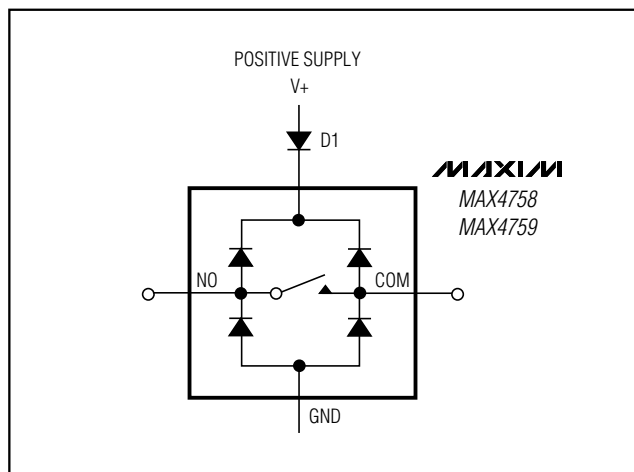 POSITIVE SUPPLY
V+
D1
MAXIM
MAX4758
MAX4759
NO
COM
GND